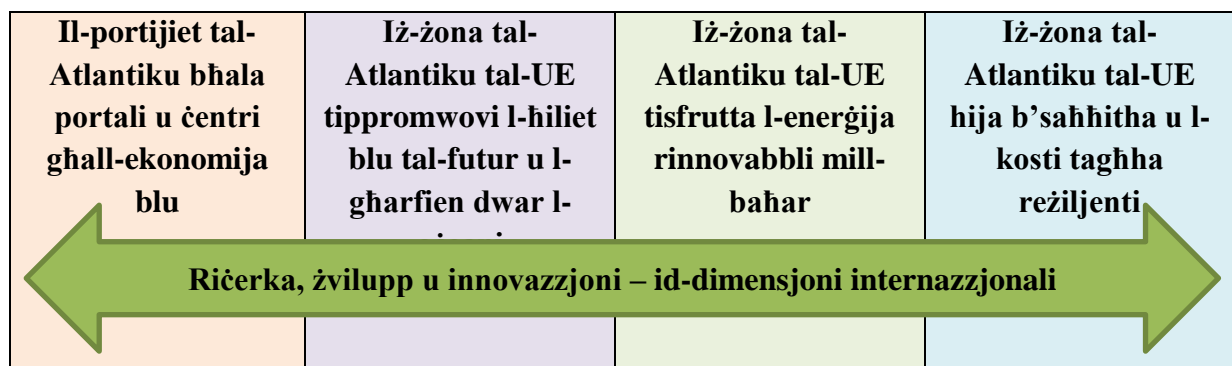 Il-portijiet tal-
Atlantiku bħala
portali u ċentri
għall-ekonomija
blu
Iż-żona tal-
Atlantiku tal-UE
tippromwovi l-ħiliet
blu tal-futur u l-
għarfien dwar l-
Iż-żona tal-
Atlantiku tal-UE
tisfrutta l-enerġija
rinnovabbli mill-
baħar
Iż-żona tal-
Atlantiku tal-UE
hija b'saħħitha u l-
kosti tagħha
reżiljenti
Riċerka, żvilupp u innovazzjoni – id-dimensjoni internazzjonali